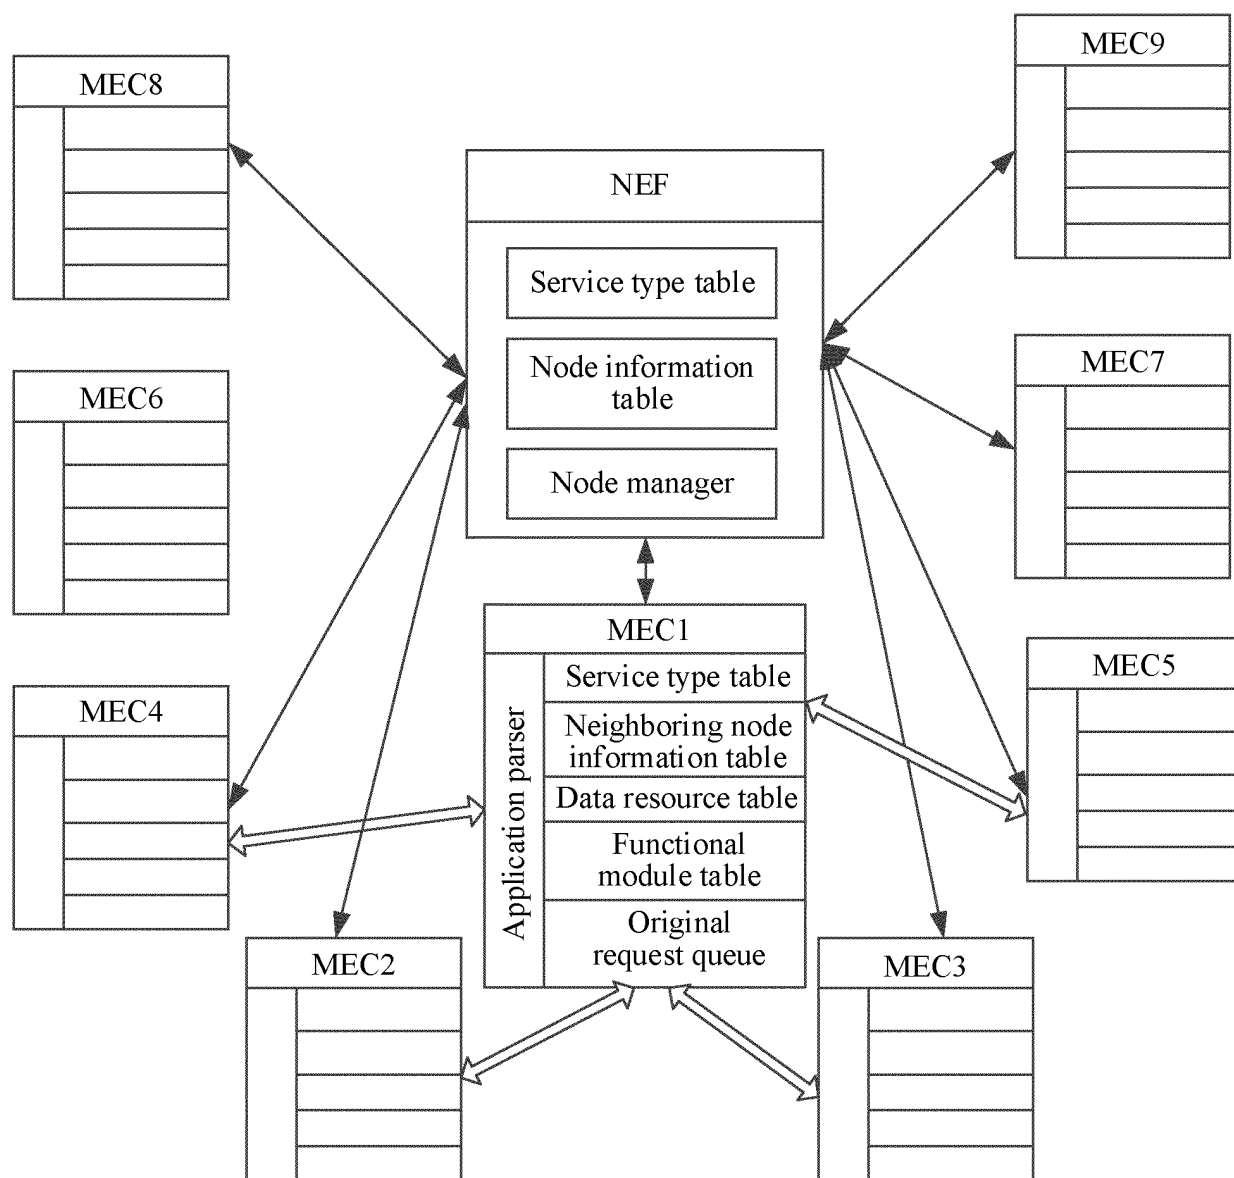 MEC9
MEC8
NEF
Service type table
Node information
table
Node manager
MEC7
MEC6
MEC1
Application parser
Service type table
Neighboring node
information table
Data resource table
Functional
module table
Original
request queue
MEC5
MEC4
MEC2
MEC3